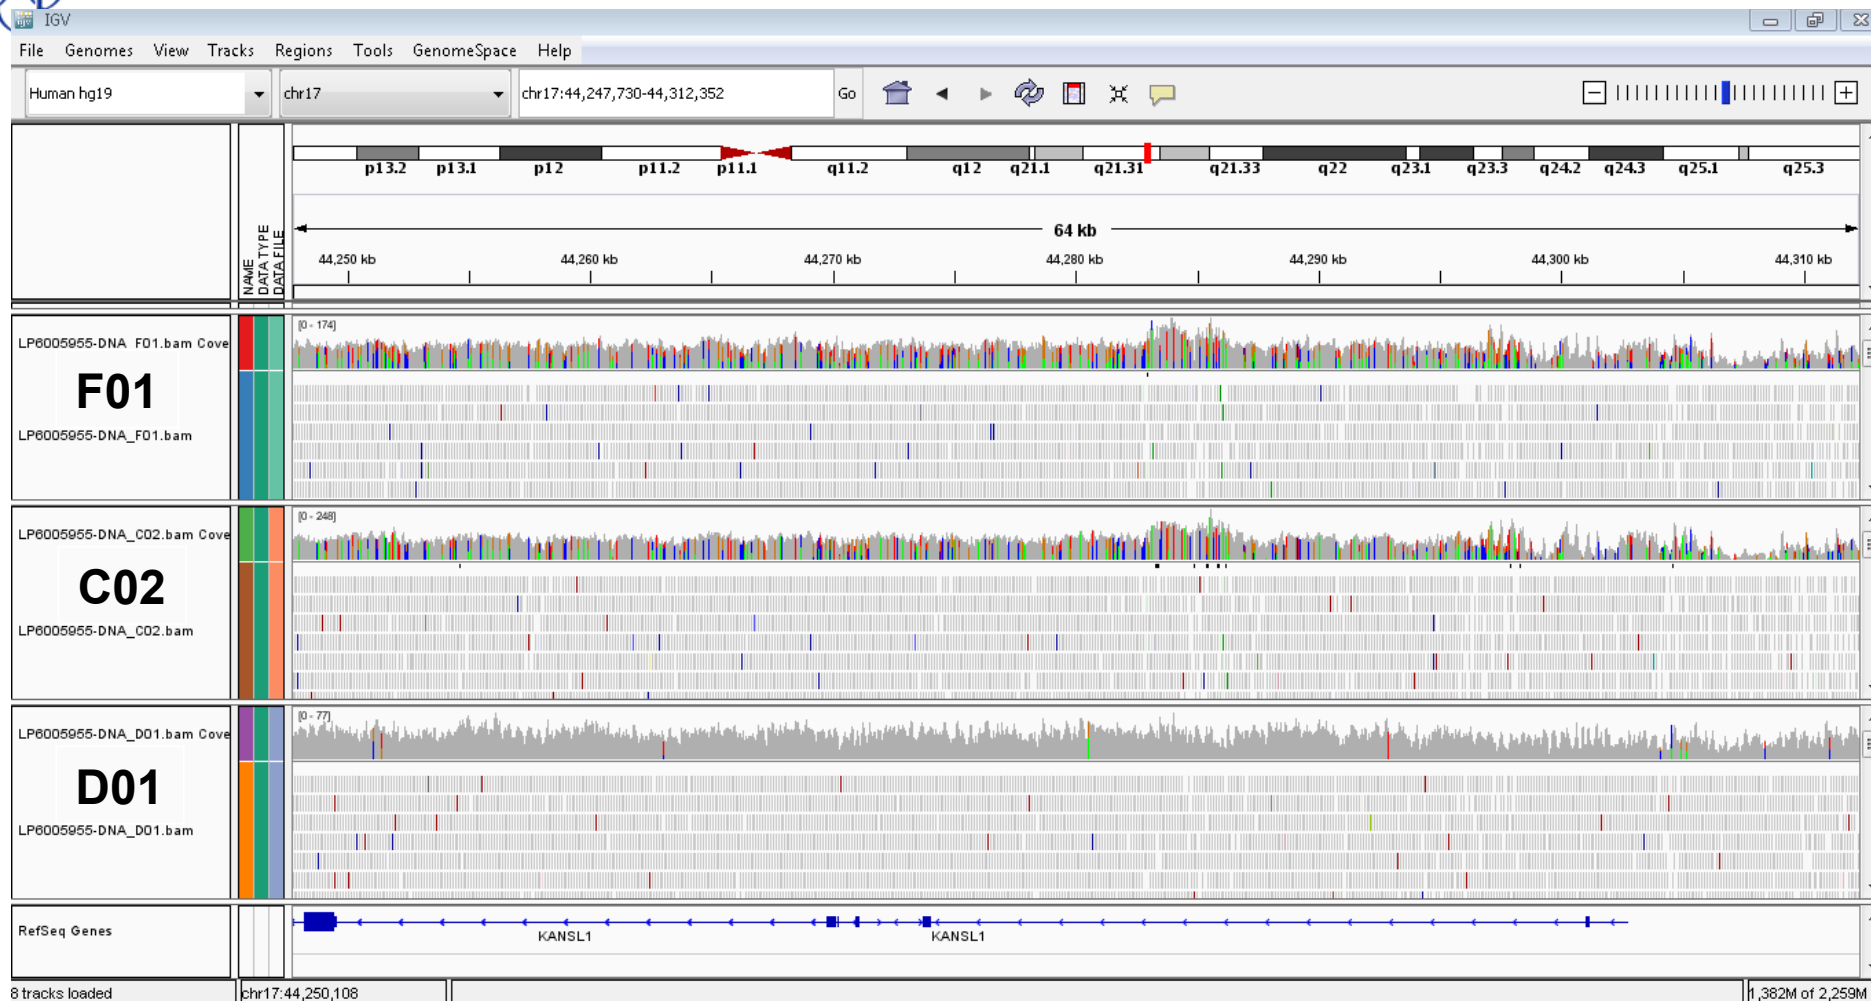 IGV
File Genomes View Tracks Regions Tools GenomeSpace Help
Human hg19 chr17 chr17:44,247,730-44,312,352 Go
p13.2 p13.1 p12 p11.2 p11.1 q11.2 q12 q21.1 q21.31 q21.33 q22 q23.1 q23.3 q24.2 q24.3 q25.1 q25.3
NAME
DATA TYPE
DATA FILE
64 kb
44,250 kb 44,260 kb 44,270 kb 44,280 kb 44,290 kb 44,300 kb 44,310 kb
[0 - 174]
LP6005955-DNA_F01.bam Cove
F01
LP6005955-DNA_F01.bam
[0 - 248]
LP6005955-DNA_C02.bam Cove
C02
LP6005955-DNA_C02.bam
[0 - 77]
LP6005955-DNA_D01.bam Cove
D01
LP6005955-DNA_D01.bam
RefSeq Genes
KANSL1 KANSL1
8 tracks loaded chr17:44,250,108 1,382M of 2,259M